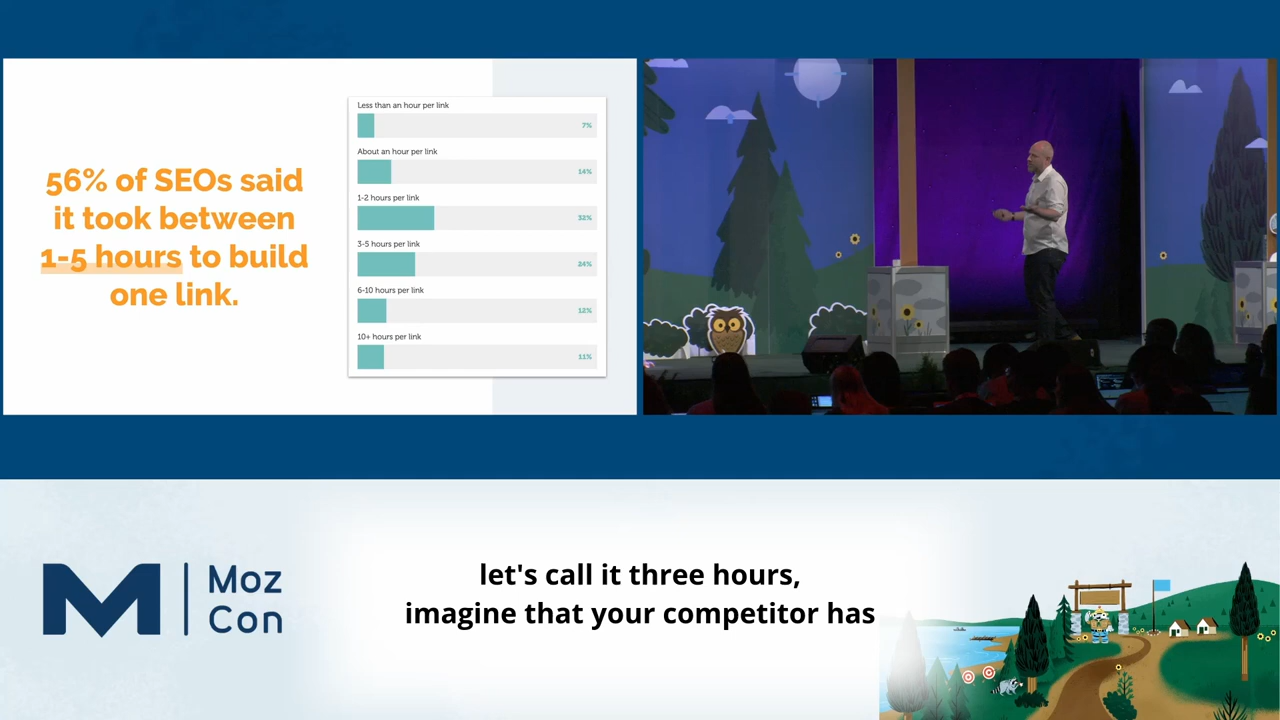 56% of SEOs said
it took between
1-5 hours to build
one link.
Less than an hour per link
7%
About an hour per link
14%
1-2 hours per link
32%
3-5 hours per link
24%
6-10 hours per link
12%
10+ hours per link
11%
Moz
Con
let's call it three hours,
imagine that your competitor has